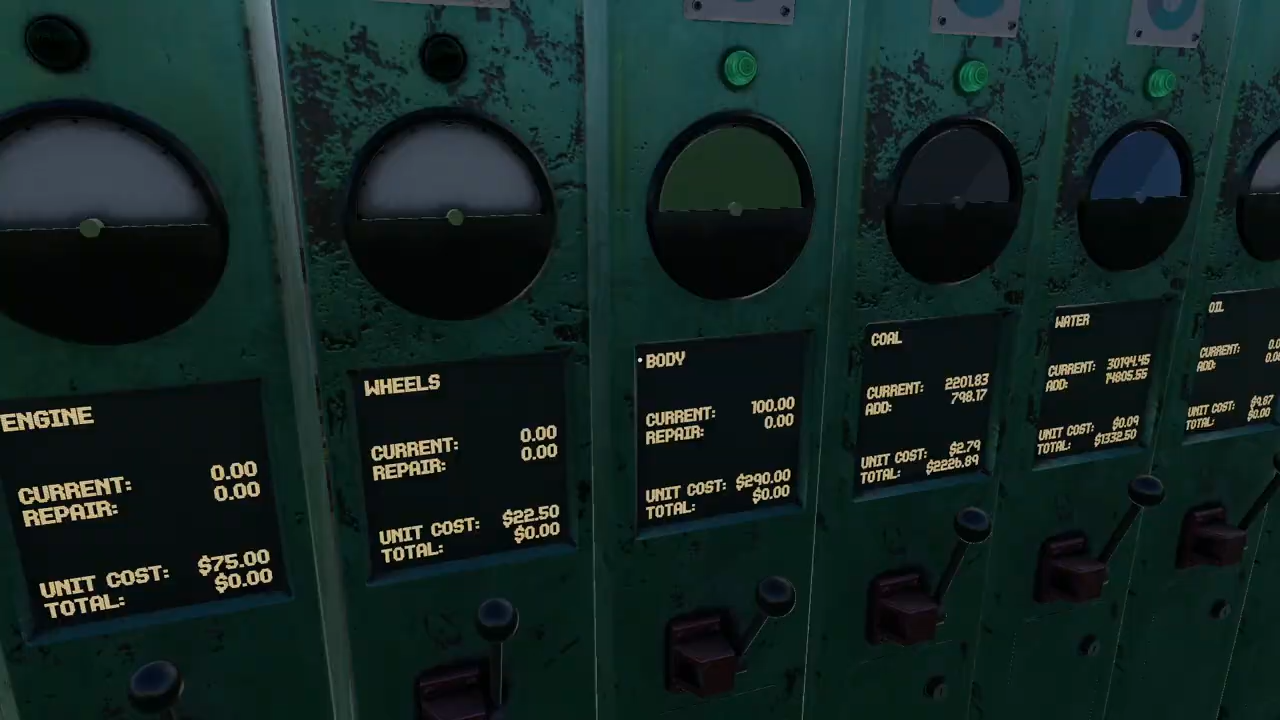 ENGINE
CURRENT: 0.00
REPAIR: 0.00
UNIT COST: $75.00
TOTAL: $0.00
WHEELS
CURRENT: 0.00
REPAIR: 0.00
UNIT COST: $22.50
TOTAL: $0.00
BODY
CURRENT: 100.00
REPAIR: 0.00
UNIT COST: $290.00
TOTAL: $0.00
COAL
CURRENT: 2201.83
ADD: 798.17
UNIT COST: $2.79
TOTAL: $2226.89
WATER
CURRENT: 30194.45
ADD: 14805.55
UNIT COST: $0.09
TOTAL: $1332.50
OIL
CURRENT:
ADD:
UNIT COST: $9.87
TOTAL: $0.00